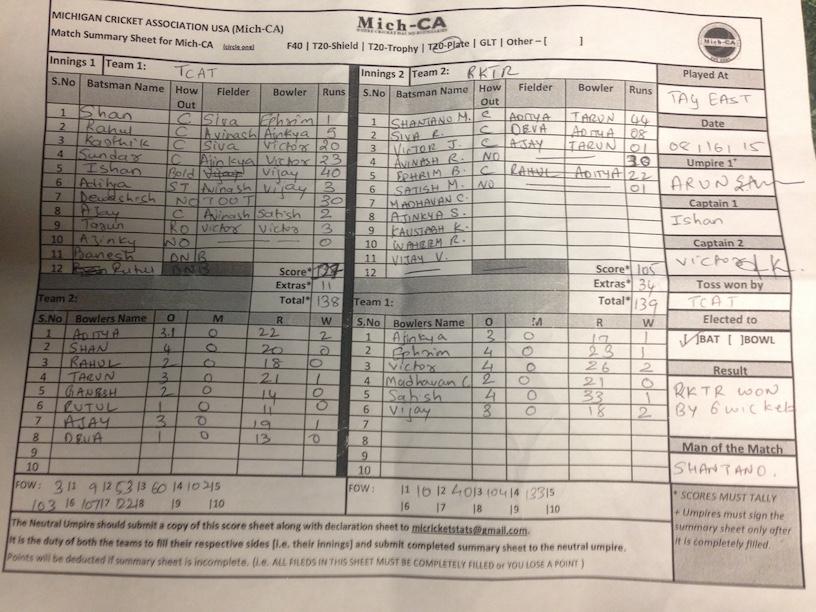 MICHIGAN CRICKET ASSOCIATION USA (Mich-CA)
Mich-CA
Match Summary Sheet for Mich-CA (circle one) F40 | T20-Shield | T20-Trophy | T20-Plate | GLT | Other – [ ]
Mich-CA
Innings 1 Team 1: TCAT
S.No Batsman Name How Out Fielder Bowler Runs
1 Shan C Siva Ephrim 1
2 Rahul C Avinash Ajnkya 5
3 Karthik C Siva Victor 20
4 Sundar C Ajinkya Victor 23
5 Ishan Bold Vijay 40
6 Aditya ST Avinash Vijay 3
7 Devashish NO TOOT 30
8 Ajay C Avinash Satish 2
9 Tarun RO Victor Victor 3
10 Ajinky NO 0
11 Ganesh DNB
12 Rutul DNB Score* 127
Extras* 11
Total* 138
Innings 2 Team 2: RKTR
S.No Batsman Name How Out Fielder Bowler Runs
1 SHANTANO M. C ADITYA TARUN 44
2 SIVA R. C DEVA ADITYA 08
3 VICTOR J. C AJAY TARUN 01
4 AVINASH R. NO 30
5 EPHRIM B. C RAHUL ADITYA 22
6 SATISH M. NO 01
7 MADHAVAN C.
8 AJINKYA S.
9 KAUSTABH K.
10 WAHEEM R.
11 VIJAY V.
12 Score* 105
Extras* 34
Total* 139
Team 2:
S.No Bowlers Name O M R W
1 ADITYA 3.1 0 22 2
2 SHAN 4 0 20 0
3 RAHUL 2 0 18 0
4 TARUN 3 0 21 1
5 GANESH 2 0 14 0
6 RUTUL 1 0 11 0
7 AJAY 3 0 19 1
8 DEVA 1 0 13 0
9
10
FOW: 3 |1 9 |2 53 |3 60 |4 102 |5
103 |6 107 |7 122 |8 |9 |10
Team 1:
S.No Bowlers Name O M R W
1 Ajinkya 3 0 17 1
2 Ephrim 4 0 23 1
3 Victor 4 0 26 2
4 Madhavan C 2 0 21 0
5 Satish 4 0 33 1
6 Vijay 3 0 18 2
7
8
9
10
FOW: |1 10 |2 40 |3 104 |4 133 |5
|6 |7 |8 |9 |10
Played At
TAY EAST
Date
08/16/15
Umpire 1+
ARUN
Captain 1
Ishan
Captain 2
Victor
Toss won by
TCAT
Elected to
[✓]BAT [ ]BOWL
Result
RKTR WON
BY 6 wickets
Man of the Match
SHANTANO.
* SCORES MUST TALLY
+ Umpires must sign the
summary sheet only after
it is completely filled.
The Neutral Umpire should submit a copy of this score sheet along with declaration sheet to micricketstats@gmail.com.
It is the duty of both the teams to fill their respective sides [i.e. their innings) and submit completed summary sheet to the neutral umpire.
Points will be deducted if summary sheet is incomplete. (i.e. ALL FILEDS IN THIS SHEET MUST BE COMPLETELY FILLED or YOU LOSE A POINT )